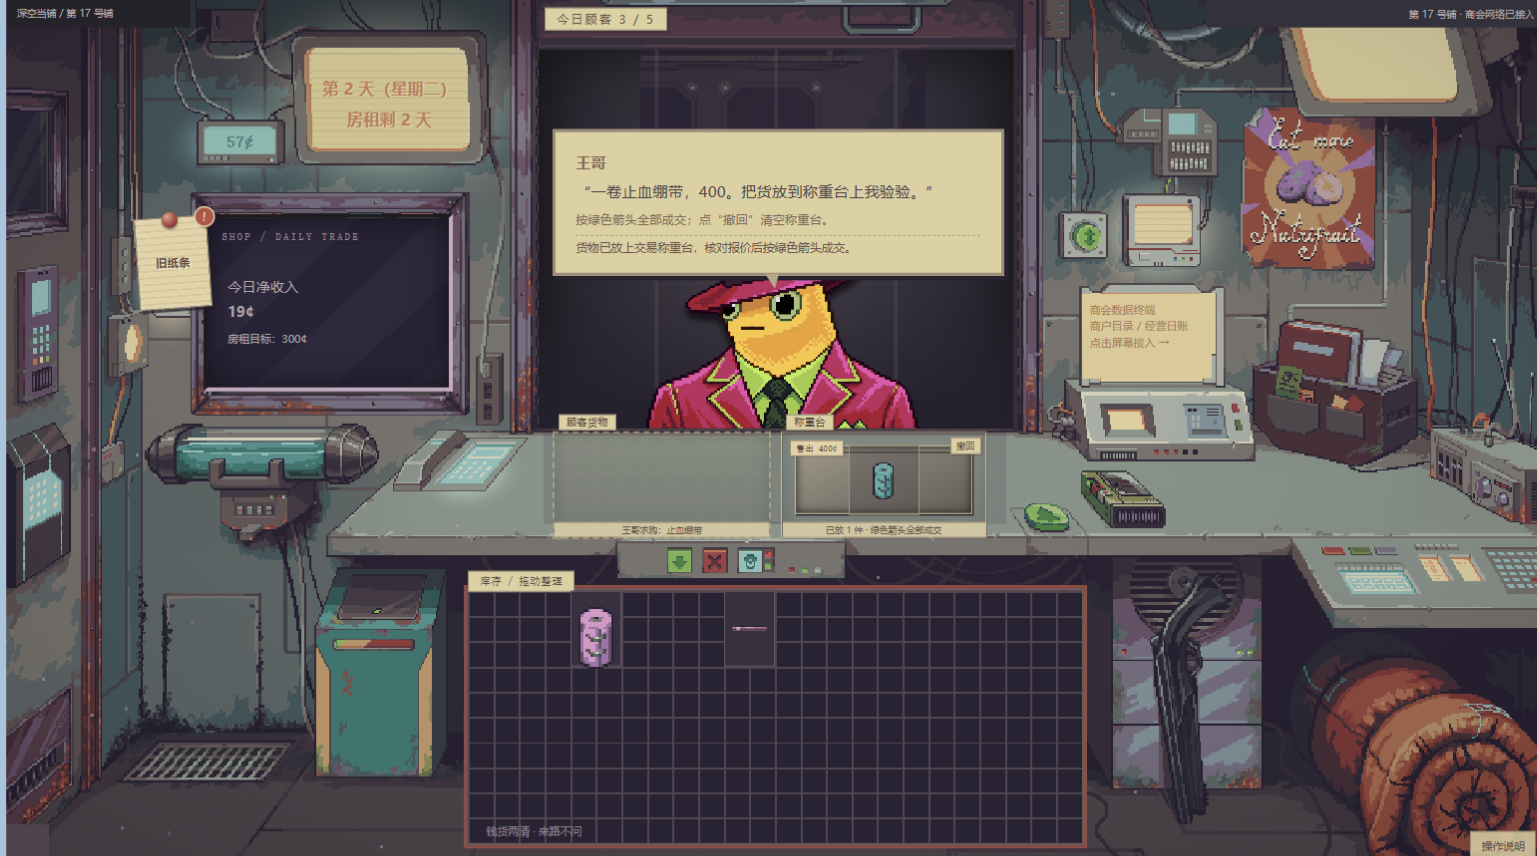 深空当铺 / 第 17 号铺
今日顾客 3 / 5
第 17 号铺 · 商会网络已接入
第 2 天 (星期二)
房租剩 2 天
57¢
王哥
“一卷止血绷带，400。把货放到称重台上我验验。”
按绿色箭头全部成交；点“撤回”清空称重台。
货物已放上交易称重台，核对报价后按绿色箭头成交。
Eat more
Nutrifruit
旧纸条
!
SHOP / DAILY TRADE
今日净收入
19¢
房租目标：300¢
商会数据终端
商户目录 / 经营日账
点击屏幕接入 →
顾客货物
称重台
售出 400¢
撤回
王哥求购：止血绷带
已放 1 件 · 绿色箭头全部成交
库存 / 拖动整理
钱货两清 · 来路不问
操作说明